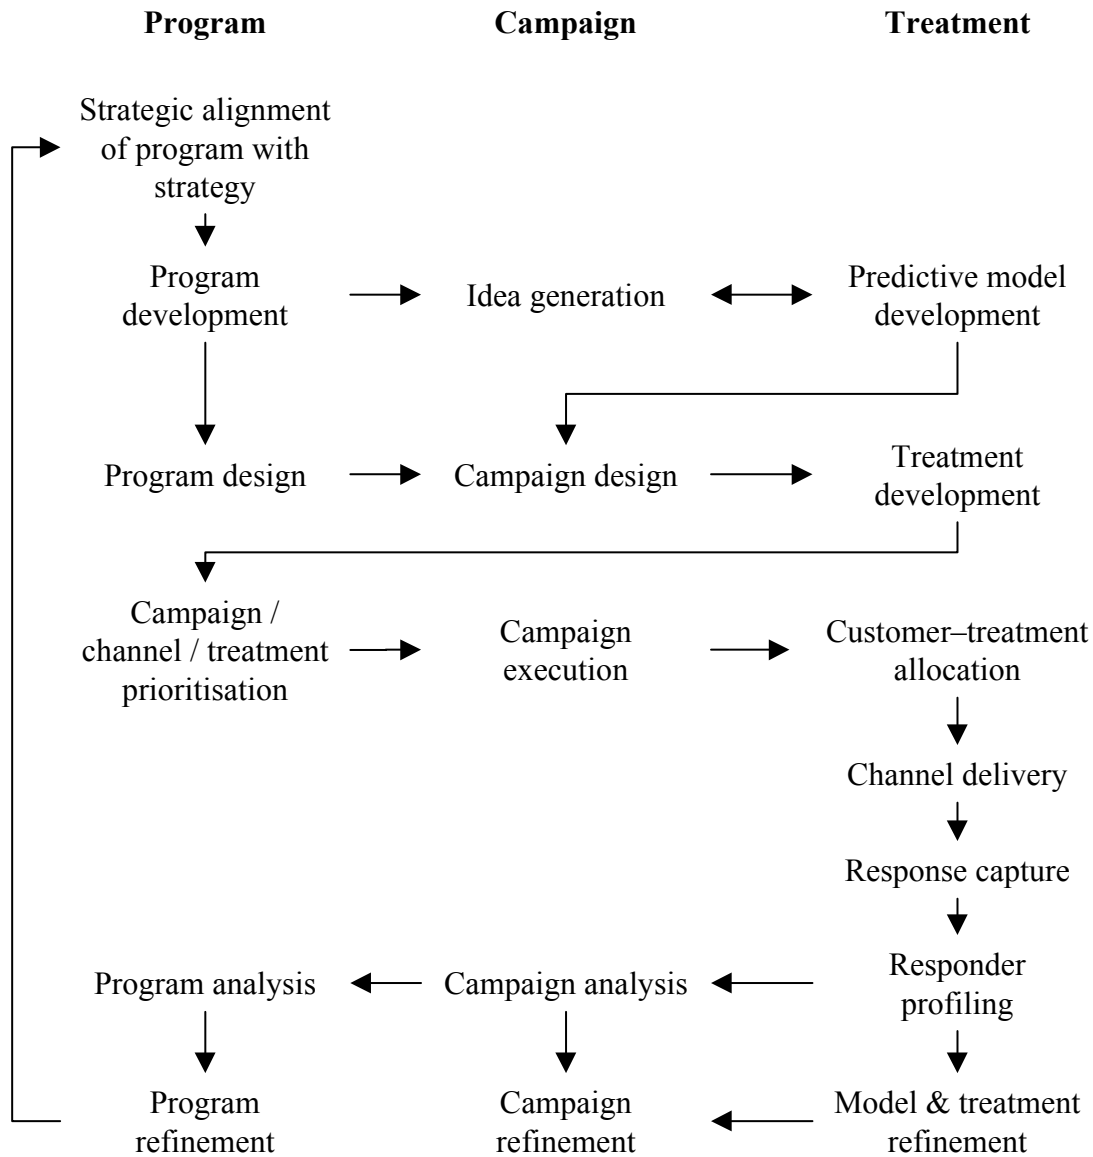 Program
Campaign
Treatment
Strategic alignment
of program with
strategy
Program
development
Idea generation
Predictive model
development
Program design
Campaign design
Treatment
development
Campaign /
channel / treatment
prioritisation
Campaign
execution
Customer–treatment
allocation
Channel delivery
Response capture
Program analysis
Campaign analysis
Responder
profiling
Program
refinement
Campaign
refinement
Model & treatment
refinement